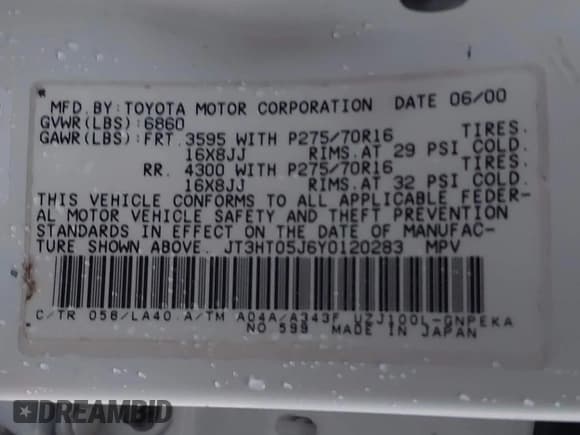 MFD.BY:TOYOTA MOTOR CORPORATION DATE 06/00
GVWR(LBS):6860
GAWR(LBS):FRT. 3595 WITH P275/70R16 TIRES.
16X8JJ RIMS.AT 29 PSI COLD.
RR. 4300 WITH P275/70R16 TIRES.
16X8JJ RIMS.AT 32 PSI COLD.
THIS VEHICLE CONFORMS TO ALL APPLICABLE FEDER-
AL MOTOR VEHICLE SAFETY AND THEFT PREVENTION
STANDARDS IN EFFECT ON THE DATE OF MANUFAC-
TURE SHOWN ABOVE. JT3HT05J6Y0120283 MPV
C/TR 056/LA40.A/TM A04A/A343F UZJ100L-GNPEKA
NO 599 MADE IN JAPAN
DREAMBID